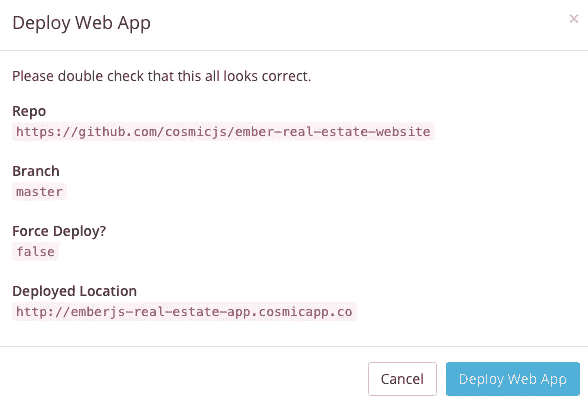 Deploy Web App
×
Please double check that this all looks correct.
Repo
https://github.com/cosmicjs/ember-real-estate-website
Branch
master
Force Deploy?
false
Deployed Location
http://emberjs-real-estate-app.cosmicapp.co
Cancel
Deploy Web App